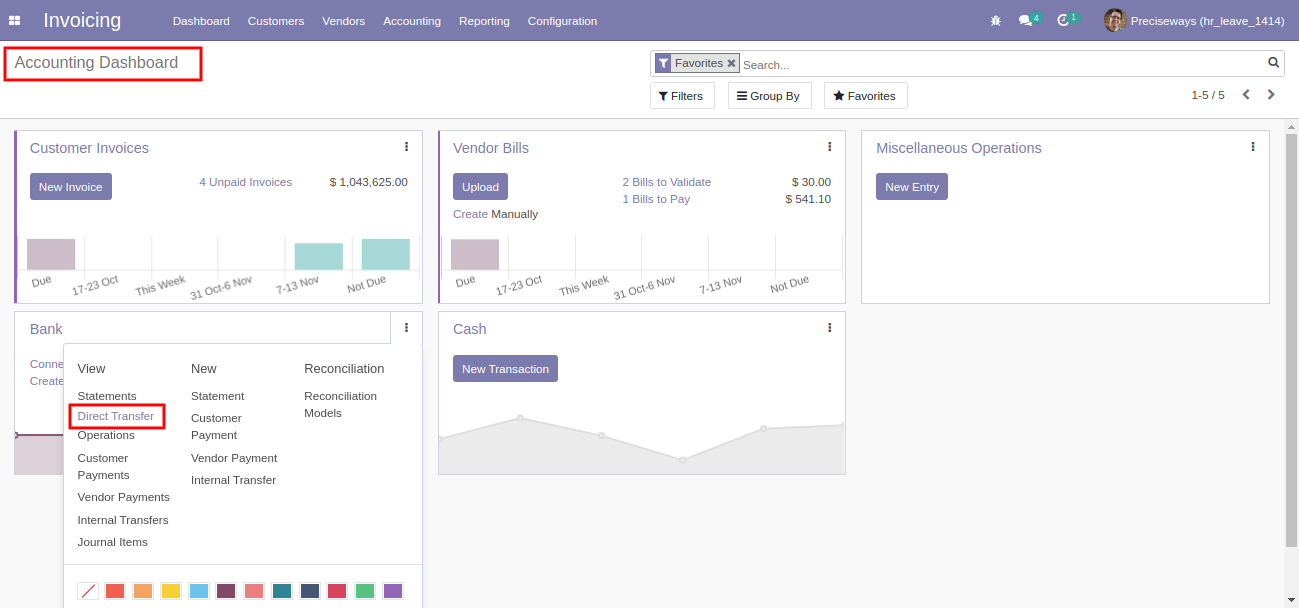 Invoicing
Dashboard Customers Vendors Accounting Reporting Configuration
4
1
Preciseways (hr_leave_1414)
Accounting Dashboard
Favorites
Search...
Filters
Group By
Favorites
1-5 / 5
Customer Invoices
New Invoice
4 Unpaid Invoices $ 1,043,625.00
Due 17-23 Oct This Week 31 Oct-6 Nov 7-13 Nov Not Due
Vendor Bills
Upload
2 Bills to Validate $ 30.00
1 Bills to Pay $ 541.10
Create Manually
Due 17-23 Oct This Week 31 Oct-6 Nov 7-13 Nov Not Due
Miscellaneous Operations
New Entry
Bank
Conne
Create
View
Statements
Direct Transfer
Operations
Customer
Payments
Vendor Payments
Internal Transfers
Journal Items
New
Statement
Customer
Payment
Vendor Payment
Internal Transfer
Reconciliation
Reconciliation
Models
Cash
New Transaction